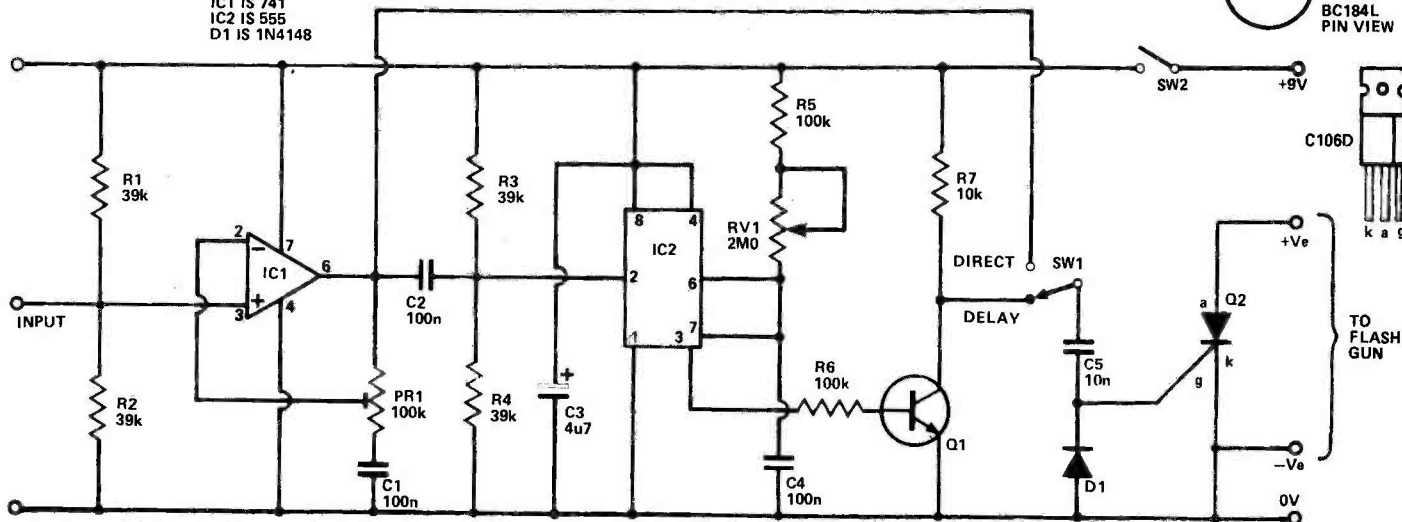 IC1 IS 741
IC2 IS 555
D1 IS 1N4148
BC184L
PIN VIEW
SW2
+9V
C106D
k a g
R1
39k
R2
39k
INPUT
2
3
7
4
6
IC1
PR1
100k
C1
100n
C2
100n
R3
39k
R4
39k
C3
4u7
+
8
4
IC2
2
6
7
1
3
R5
100k
RV1
2M0
R6
100k
C4
100n
R7
10k
Q1
DIRECT
SW1
DELAY
C5
10n
D1
a
Q2
k
g
+Ve
TO
FLASH
GUN
−Ve
0V